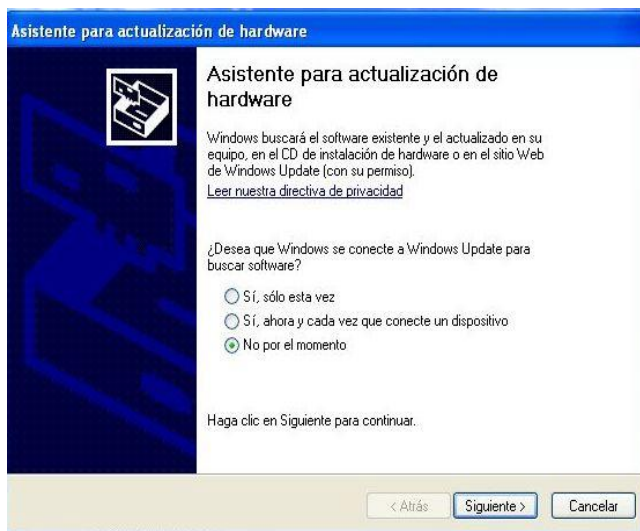 Asistente para actualización de hardware
Asistente para actualización de
hardware
Windows buscará el software existente y el actualizado en su
equipo, en el CD de instalación de hardware o en el sitio Web
de Windows Update (con su permiso).
Leer nuestra directiva de privacidad
¿Desea que Windows se conecte a Windows Update para
buscar software?
Sí, sólo esta vez
Sí, ahora y cada vez que conecte un dispositivo
No por el momento
Haga clic en Siguiente para continuar.
< Atrás Siguiente > Cancelar